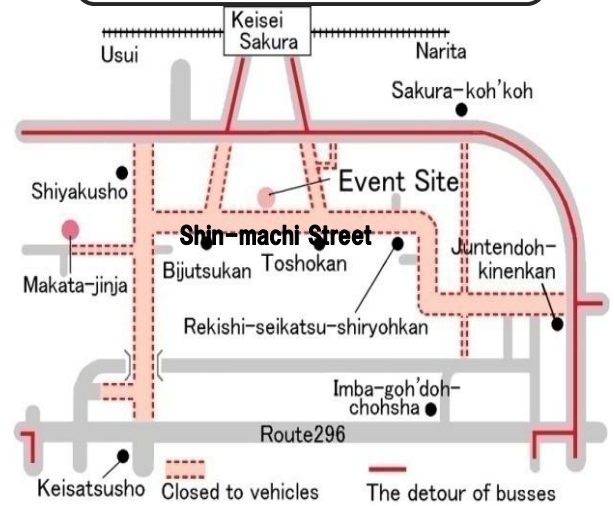 Keisei
Sakura
Usui
Narita
Sakura-koh'koh
Shiyakusho
Event Site
Shin-machi Street
Makata-jinja
Bijutsukan
Toshokan
Juntendoh-
kinenkan
Rekishi-seikatsu-shiryohkan
Imba-goh'doh-
chohsha
Route296
Keisatsusho
Closed to vehicles
The detour of busses